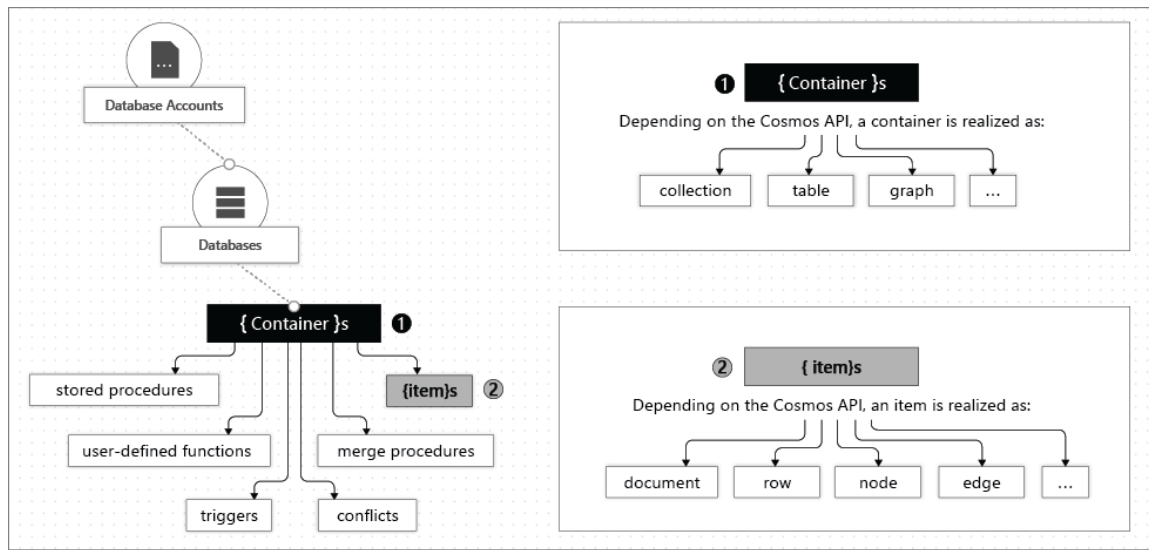 ...
Database Accounts
Databases
{ Container }s 1
stored procedures
{item}s 2
user-defined functions
merge procedures
triggers
conflicts
1 { Container }s
Depending on the Cosmos API, a container is realized as:
collection
table
graph
...
2 { item}s
Depending on the Cosmos API, an item is realized as:
document
row
node
edge
...